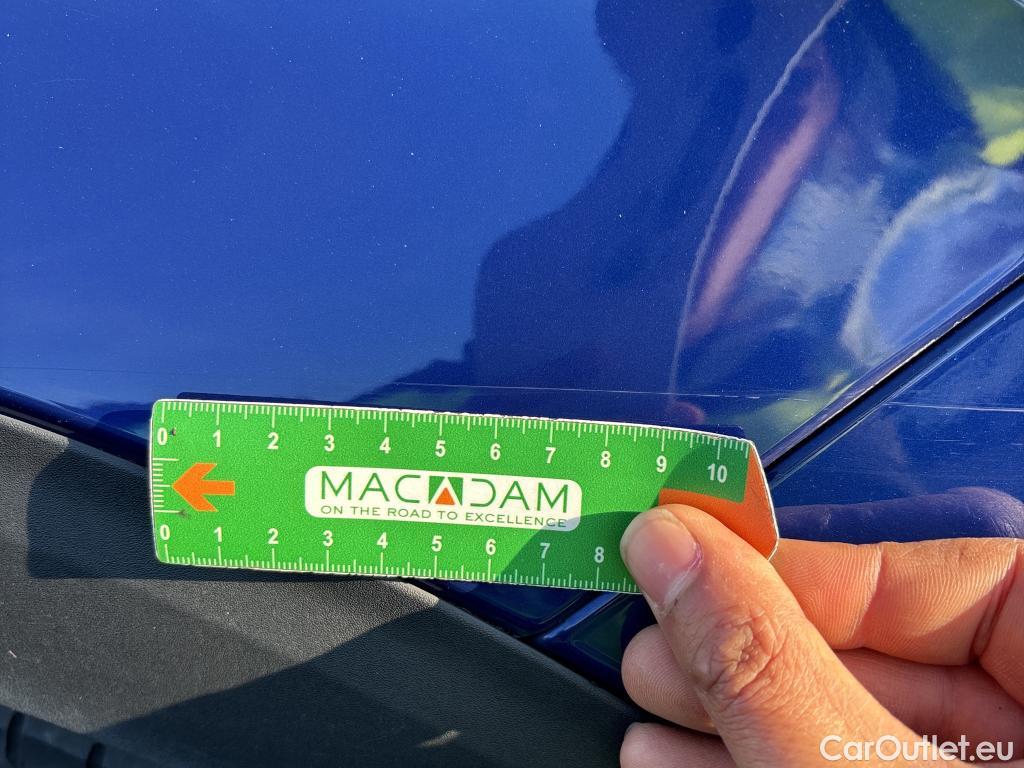 0 1 2 3 4 5 6 7 8 9 10
MACADAM
ON THE ROAD TO EXCELLENCE
0 1 2 3 4 5 6 7 8
CarOutlet.eu